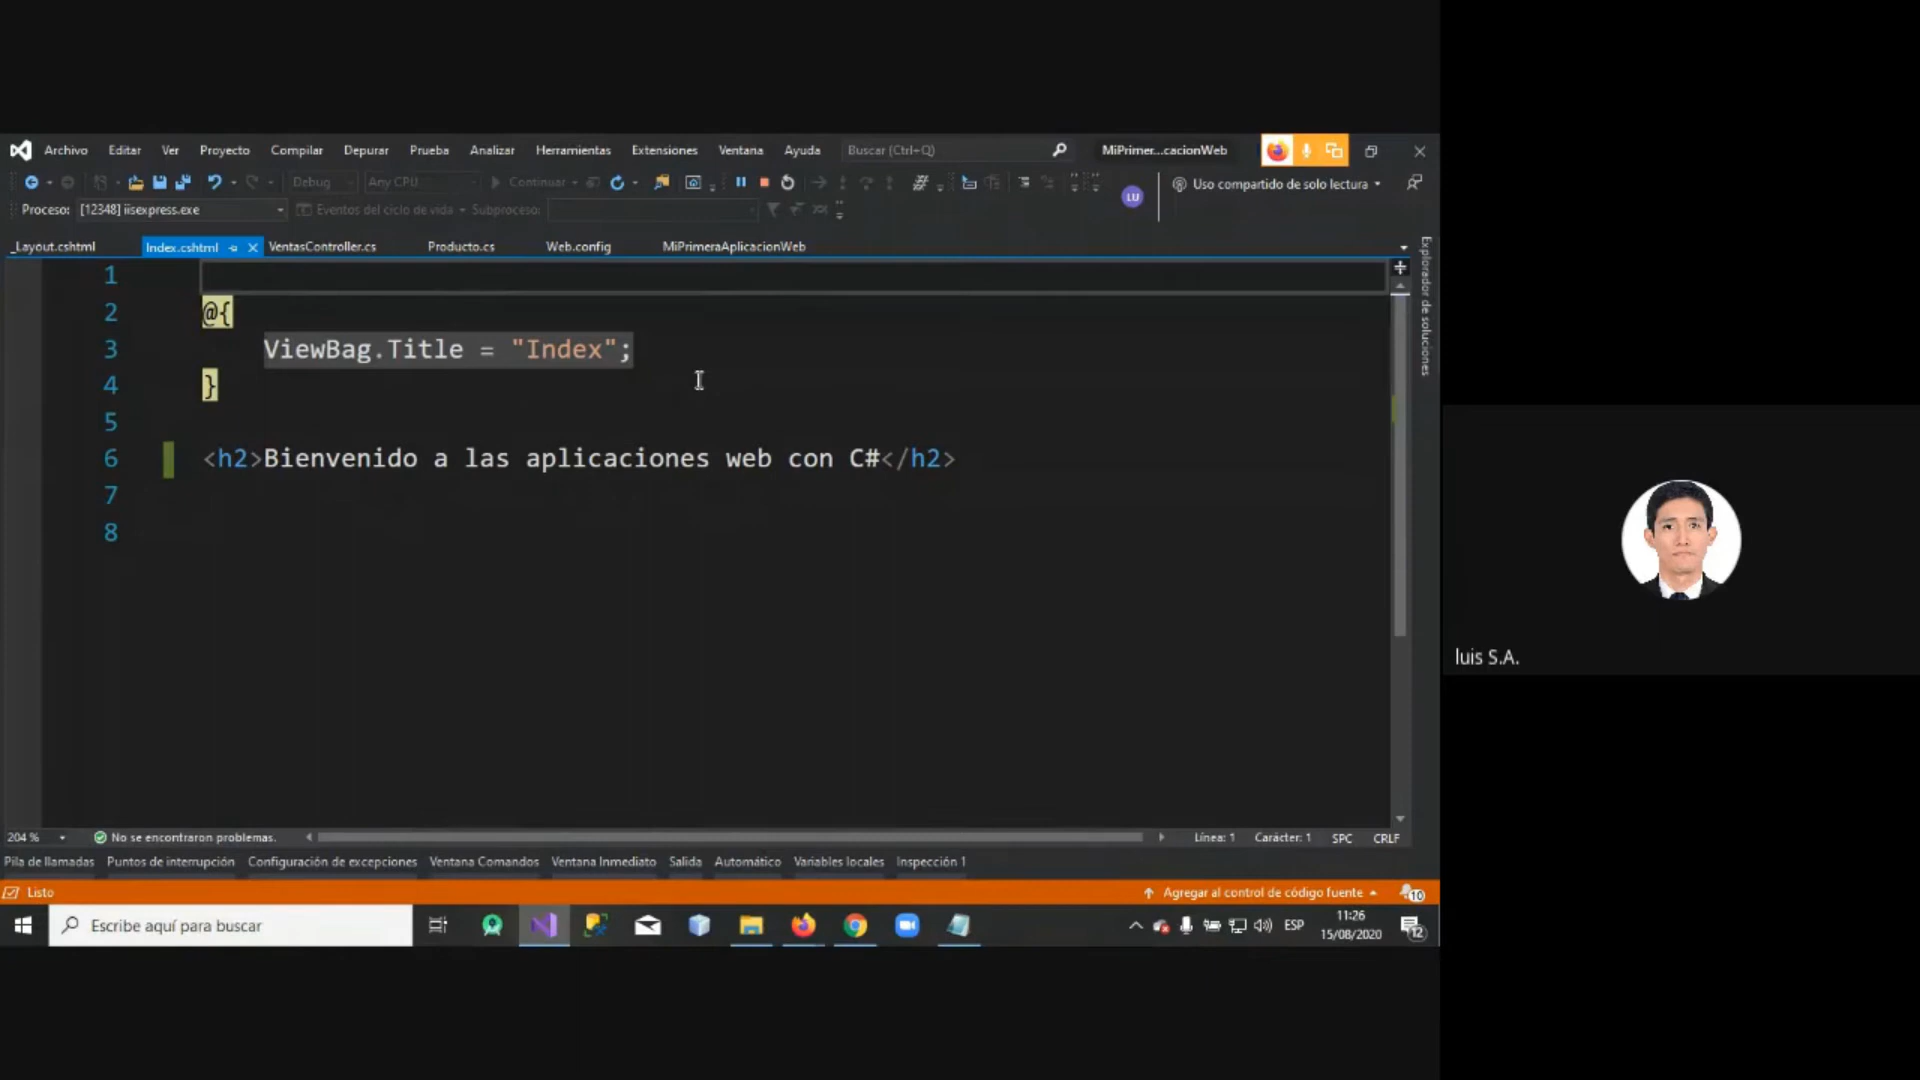 Archivo Editar Ver Proyecto Compilar Depurar Prueba Analizar Herramientas Extensiones Ventana Ayuda Buscar (Ctrl+Q) MiPrimer...cacionWeb
Debug Any CPU Continuar LU Uso compartido de solo lectura
Proceso: [12348] iisexpress.exe Eventos del ciclo de vida Subproceso:
_Layout.cshtml Index.cshtml VentasController.cs Producto.cs Web.config MiPrimeraAplicacionWeb
Explorador de soluciones
1
2 @{
3 ViewBag.Title = "Index";
4 }
5
6 <h2>Bienvenido a las aplicaciones web con C#</h2>
7
8
luis S.A.
204 % No se encontraron problemas. Línea: 1 Carácter: 1 SPC CRLF
Pila de llamadas Puntos de interrupción Configuración de excepciones Ventana Comandos Ventana Inmediato Salida Automático Variables locales Inspección 1
Listo Agregar al control de código fuente 10
Escribe aquí para buscar ESP 11:26
15/08/2020 12